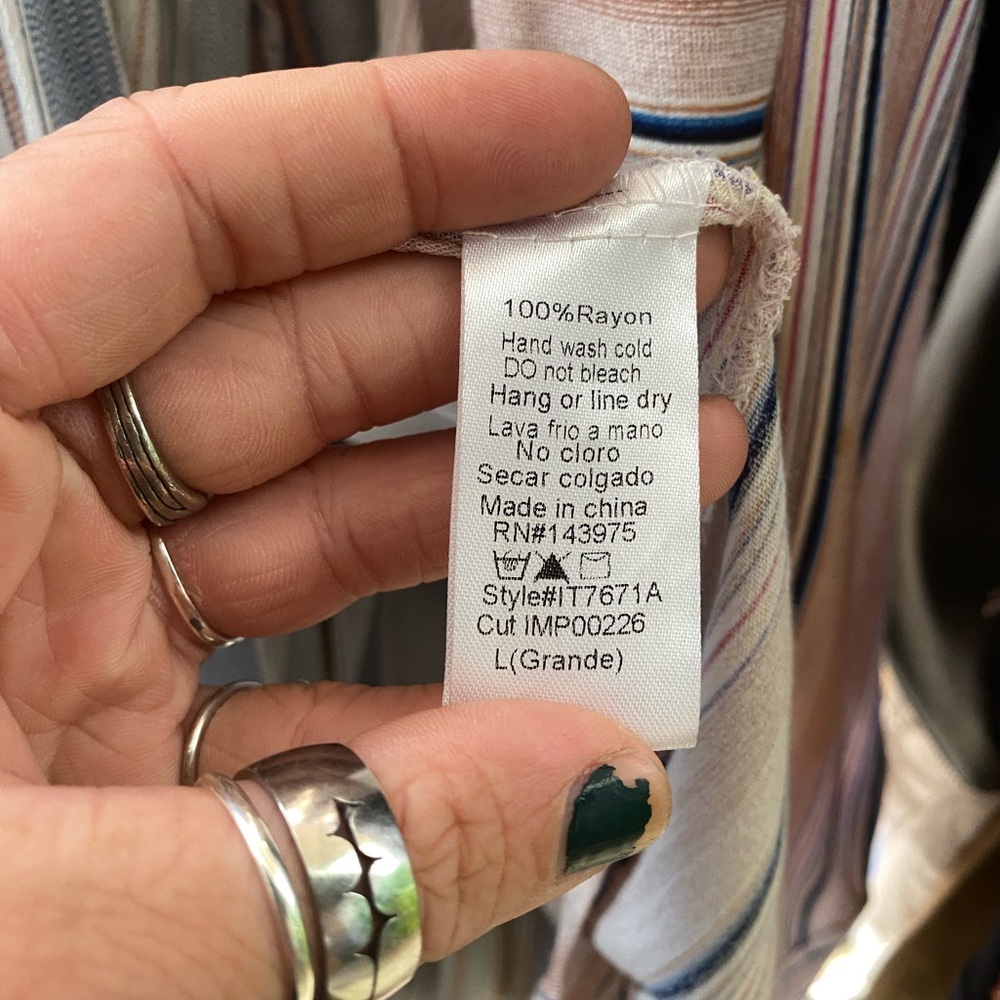 100%Rayon
Hand wash cold
DO not bleach
Hang or line dry
Lava frio a mano
No cloro
Secar colgado
Made in china
RN#143975
Style#IT7671A
Cut IMP00226
L(Grande)